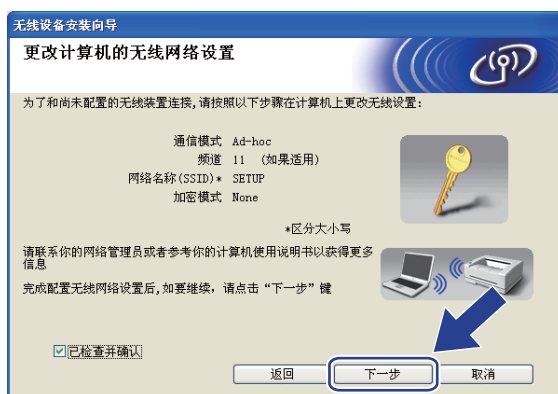 无线设备安装向导
更改计算机的无线网络设置
为了和尚未配置的无线装置连接,请按照以下步骤在计算机上更改无线设置:
通信模式 Ad-hoc
频道 11 (如果适用)
网络名称(SSID)* SETUP
加密模式 None
*区分大小写
请联系你的网络管理员或者参考你的计算机使用说明书以获得更多
信息
完成配置无线网络设置后,如要继续，请点击“下一步”键
已检查并确认
返回 下一步 取消